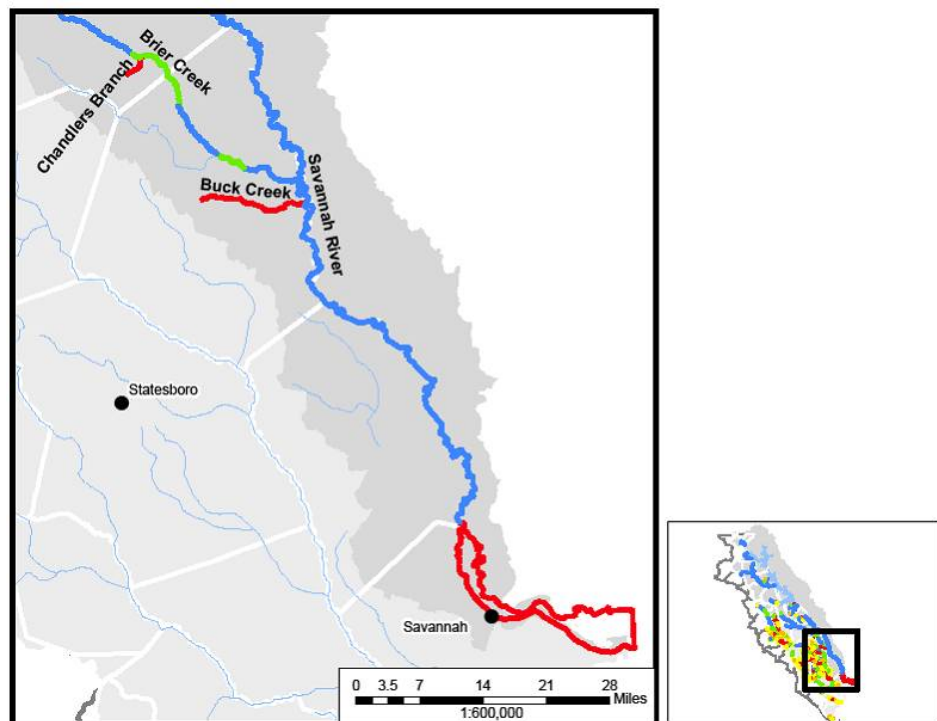 Brier Creek
Chandlers Branch
Savannah River
Buck Creek
Statesboro
Savannah
0 3.5 7 14 21 28
Miles
1:600,000